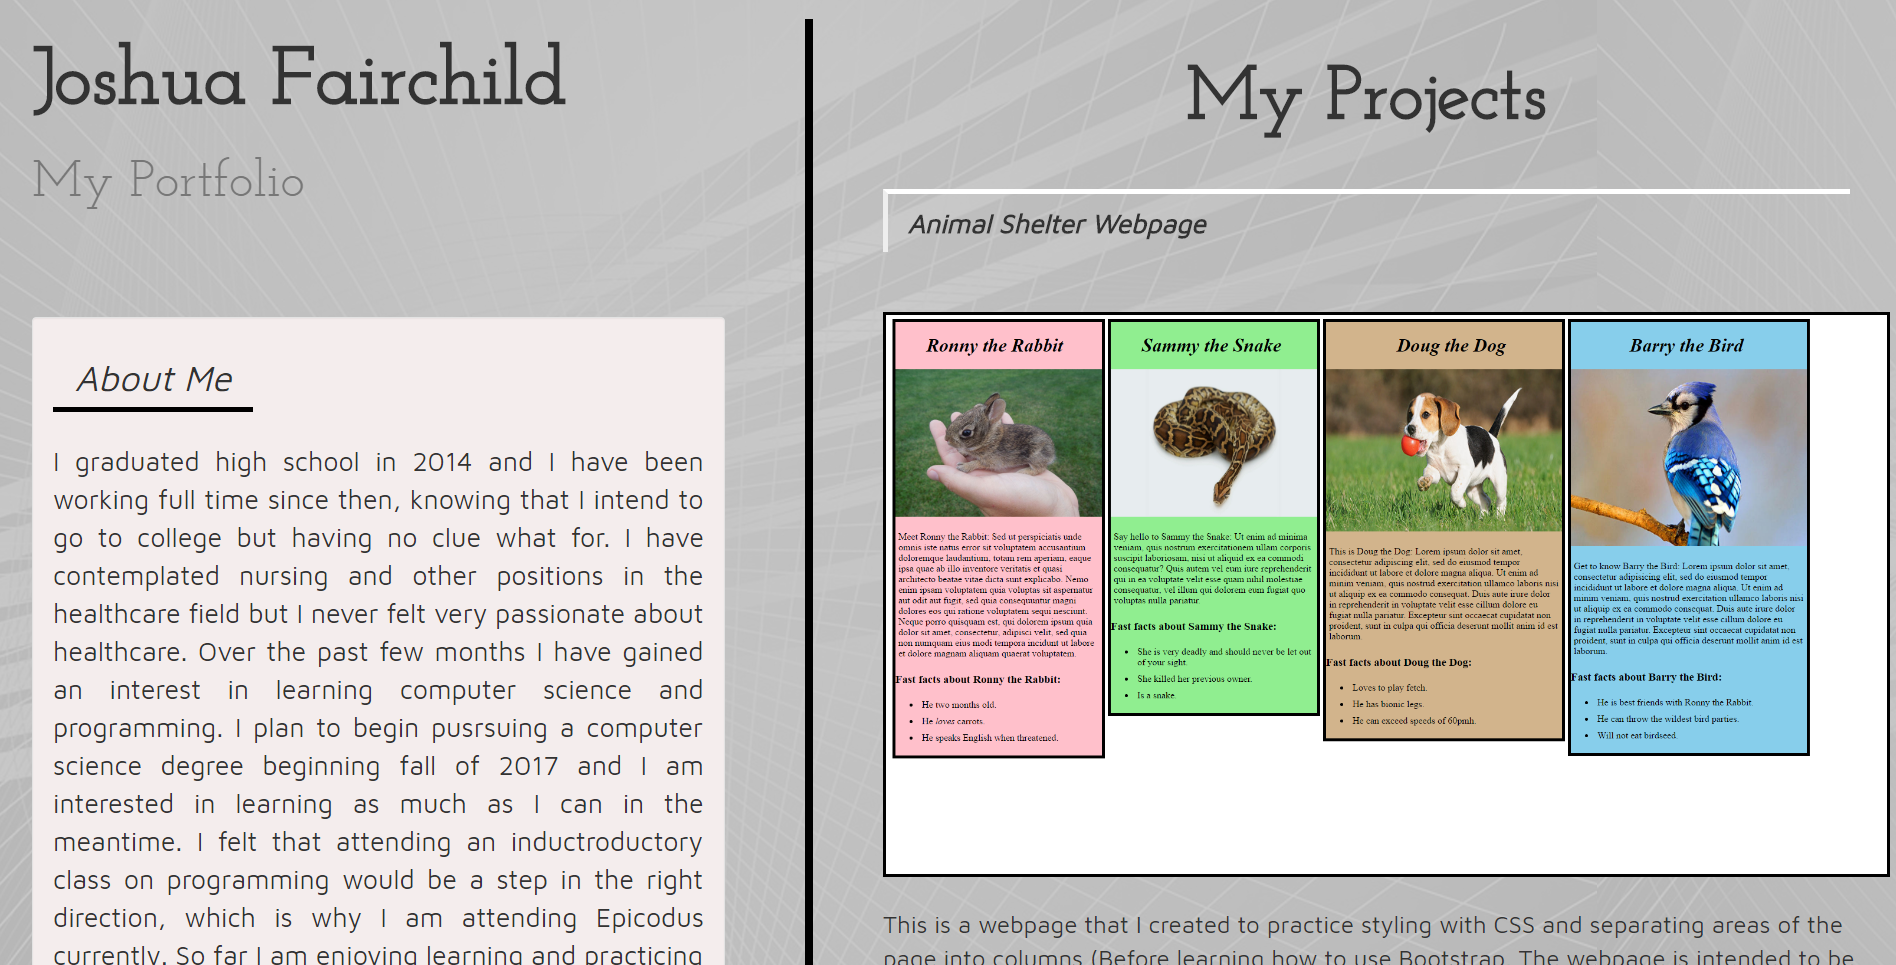 Joshua Fairchild
My Portfolio
About Me
I graduated high school in 2014 and I have been
working full time since then, knowing that I intend to
go to college but having no clue what for. I have
contemplated nursing and other positions in the
healthcare field but I never felt very passionate about
healthcare. Over the past few months I have gained
an interest in learning computer science and
programming. I plan to begin pusrsuing a computer
science degree beginning fall of 2017 and I am
interested in learning as much as I can in the
meantime. I felt that attending an inductroductory
class on programming would be a step in the right
direction, which is why I am attending Epicodus
currently. So far I am enjoying learning and practicing
My Projects
Animal Shelter Webpage
Ronny the Rabbit
Meet Ronny the Rabbit: Sed ut perspiciatis unde
omnis iste natus error sit voluptatem accusantium
doloremque laudantium, totam rem aperiam, eaque
ipsa quae ab illo inventore veritatis et quasi
architecto beatae vitae dicta sunt explicabo. Nemo
enim ipsam voluptatem quia voluptas sit aspernatur
aut odit aut fugit, sed quia consequuntur magni
dolores eos qui ratione voluptatem sequi nesciunt.
Neque porro quisquam est, qui dolorem ipsum quia
dolor sit amet, consectetur, adipisci velit, sed quia
non numquam eius modi tempora incidunt ut labore
et dolore magnam aliquam quaerat voluptatem.
Fast facts about Ronny the Rabbit:
He two months old.
He loves carrots.
He speaks English when threatened.
Sammy the Snake
Say hello to Sammy the Snake: Ut enim ad minima
veniam, quis nostrum exercitationem ullam corporis
suscipit laboriosam, nisi ut aliquid ex ea commodi
consequatur? Quis autem vel eum iure reprehenderit
qui in ea voluptate velit esse quam nihil molestiae
consequatur, vel illum qui dolorem eum fugiat quo
voluptas nulla pariatur.
Fast facts about Sammy the Snake:
She is very deadly and should never be let out
of your sight.
She killed her previous owner.
Is a snake.
Doug the Dog
This is Doug the Dog: Lorem ipsum dolor sit amet,
consectetur adipiscing elit, sed do eiusmod tempor
incididunt ut labore et dolore magna aliqua. Ut enim ad
minim veniam, quis nostrud exercitation ullamco laboris nisi
ut aliquip ex ea commodo consequat. Duis aute irure dolor
in reprehenderit in voluptate velit esse cillum dolore eu
fugiat nulla pariatur. Excepteur sint occaecat cupidatat non
proident, sunt in culpa qui officia deserunt mollit anim id est
laborum.
Fast facts about Doug the Dog:
Loves to play fetch.
He has bionic legs.
He can exceed speeds of 60pmh.
Barry the Bird
Get to know Barry the Bird: Lorem ipsum dolor sit amet,
consectetur adipiscing elit, sed do eiusmod tempor
incididunt ut labore et dolore magna aliqua. Ut enim ad
minim veniam, quis nostrud exercitation ullamco laboris nisi
ut aliquip ex ea commodo consequat. Duis aute irure dolor
in reprehenderit in voluptate velit esse cillum dolore eu
fugiat nulla pariatur. Excepteur sint occaecat cupidatat non
proident, sunt in culpa qui officia deserunt mollit anim id est
laborum.
Fast facts about Barry the Bird:
He is best friends with Ronny the Rabbit.
He can throw the wildest bird parties.
Will not eat birdseed.
This is a webpage that I created to practice styling with CSS and separating areas of the
page into columns (Before learning how to use Bootstrap. The webpage is intended to be